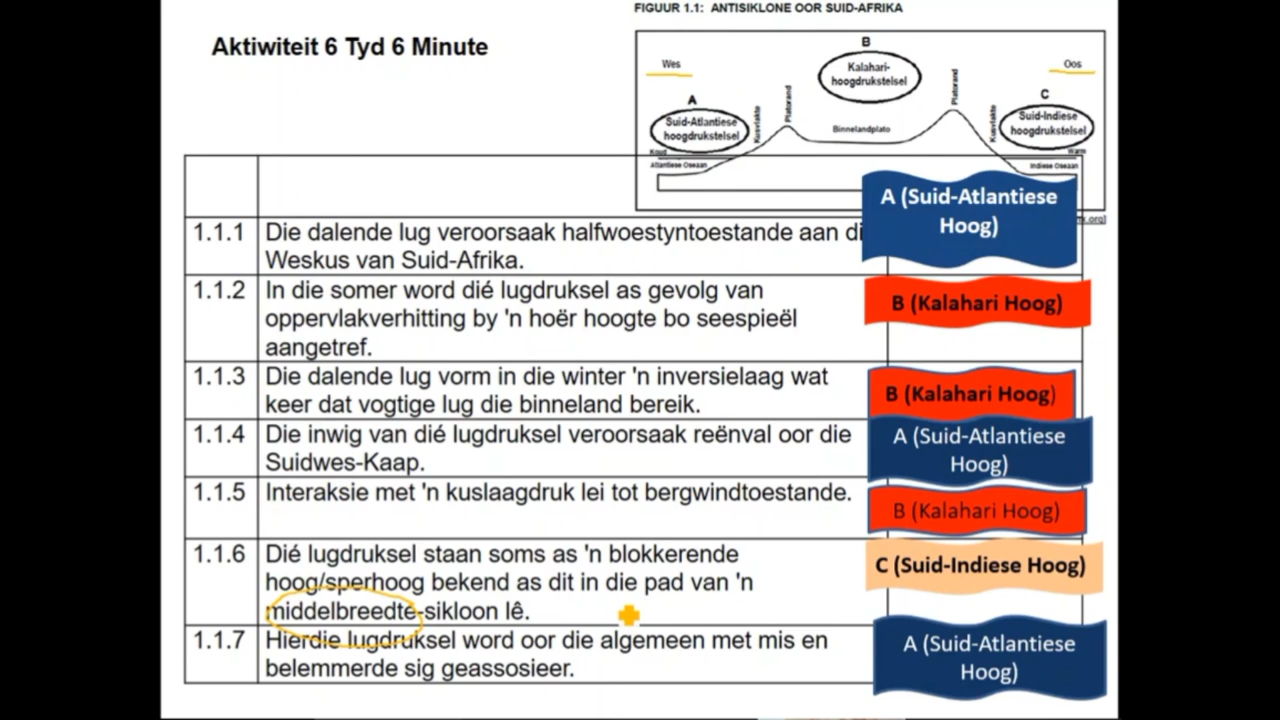 FIGUUR 1.1: ANTISIKLONE OOR SUID-AFRIKA
Aktiwiteit 6 Tyd 6 Minute
Wes
B
Kalahari-
hoogdrukstelsel
Oos
A
Suid-Atlantiese
hoogdrukstelsel
Kusvlakte
Platorand
Binnelandplato
Platorand
Kusvlakte
C
Suid-Indiese
hoogdrukstelsel
Koud
Atlantiese Oseaan
Warm
Indiese Oseaan
A (Suid-Atlantiese
Hoog)
1.1.1 Die dalende lug veroorsaak halfwoestyntoestande aan di
Weskus van Suid-Afrika.
1.1.2 In die somer word dié lugdruksel as gevolg van
oppervlakverhitting by 'n hoër hoogte bo seespieël
aangetref.
B (Kalahari Hoog)
1.1.3 Die dalende lug vorm in die winter 'n inversielaag wat
keer dat vogtige lug die binneland bereik.
B (Kalahari Hoog)
1.1.4 Die inwig van dié lugdruksel veroorsaak reënval oor die
Suidwes-Kaap.
A (Suid-Atlantiese
Hoog)
1.1.5 Interaksie met 'n kuslaagdruk lei tot bergwindtoestande.
B (Kalahari Hoog)
1.1.6 Dié lugdruksel staan soms as 'n blokkerende
hoog/sperhoog bekend as dit in die pad van 'n
middelbreedte-sikloon lê.
C (Suid-Indiese Hoog)
1.1.7 Hierdie lugdruksel word oor die algemeen met mis en
belemmerde sig geassosieer.
A (Suid-Atlantiese
Hoog)